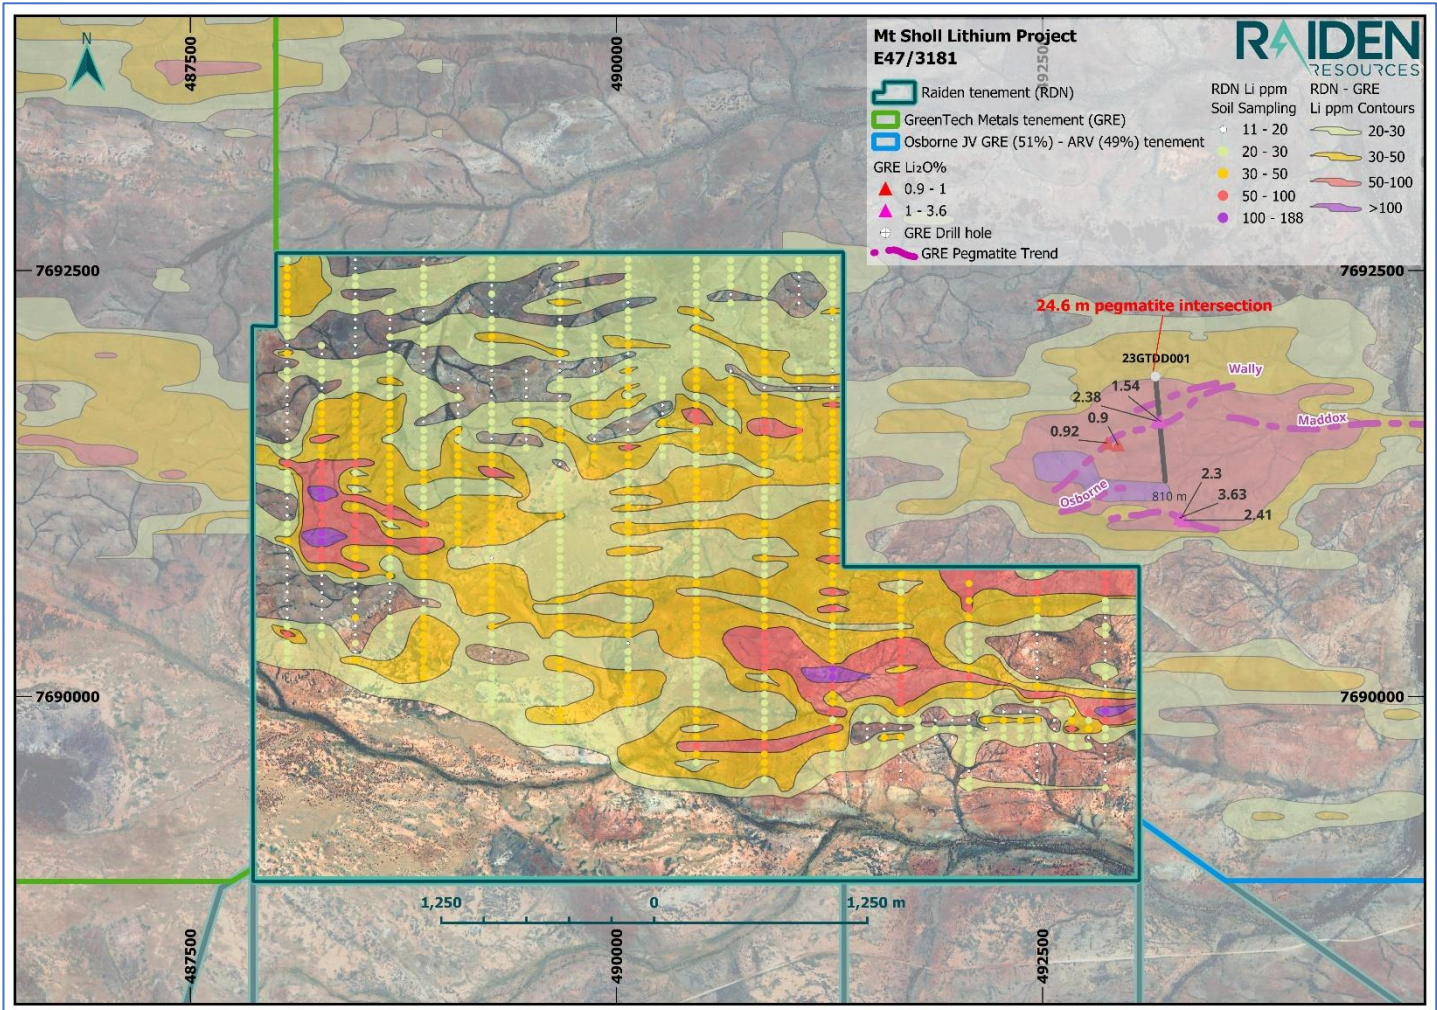 N
487500
490000
492500
Mt Sholl Lithium Project
E47/3181
RAIDEN
RESOURCES
Raiden tenement (RDN)
GreenTech Metals tenement (GRE)
Osborne JV GRE (51%) - ARV (49%) tenement
GRE Li₂O%
0.9 - 1
1 - 3.6
GRE Drill hole
GRE Pegmatite Trend
RDN Li ppm
Soil Sampling
11 - 20
20 - 30
30 - 50
50 - 100
100 - 188
RDN - GRE
Li ppm Contours
20-30
30-50
50-100
>100
7692500
7692500
24.6 m pegmatite intersection
23GTDD001
Wally
1.54
2.38
0.9
Maddox
0.92
2.3
Osborne
810 m
3.63
2.41
7690000
7690000
1,250
0
1,250 m
487500
490000
492500